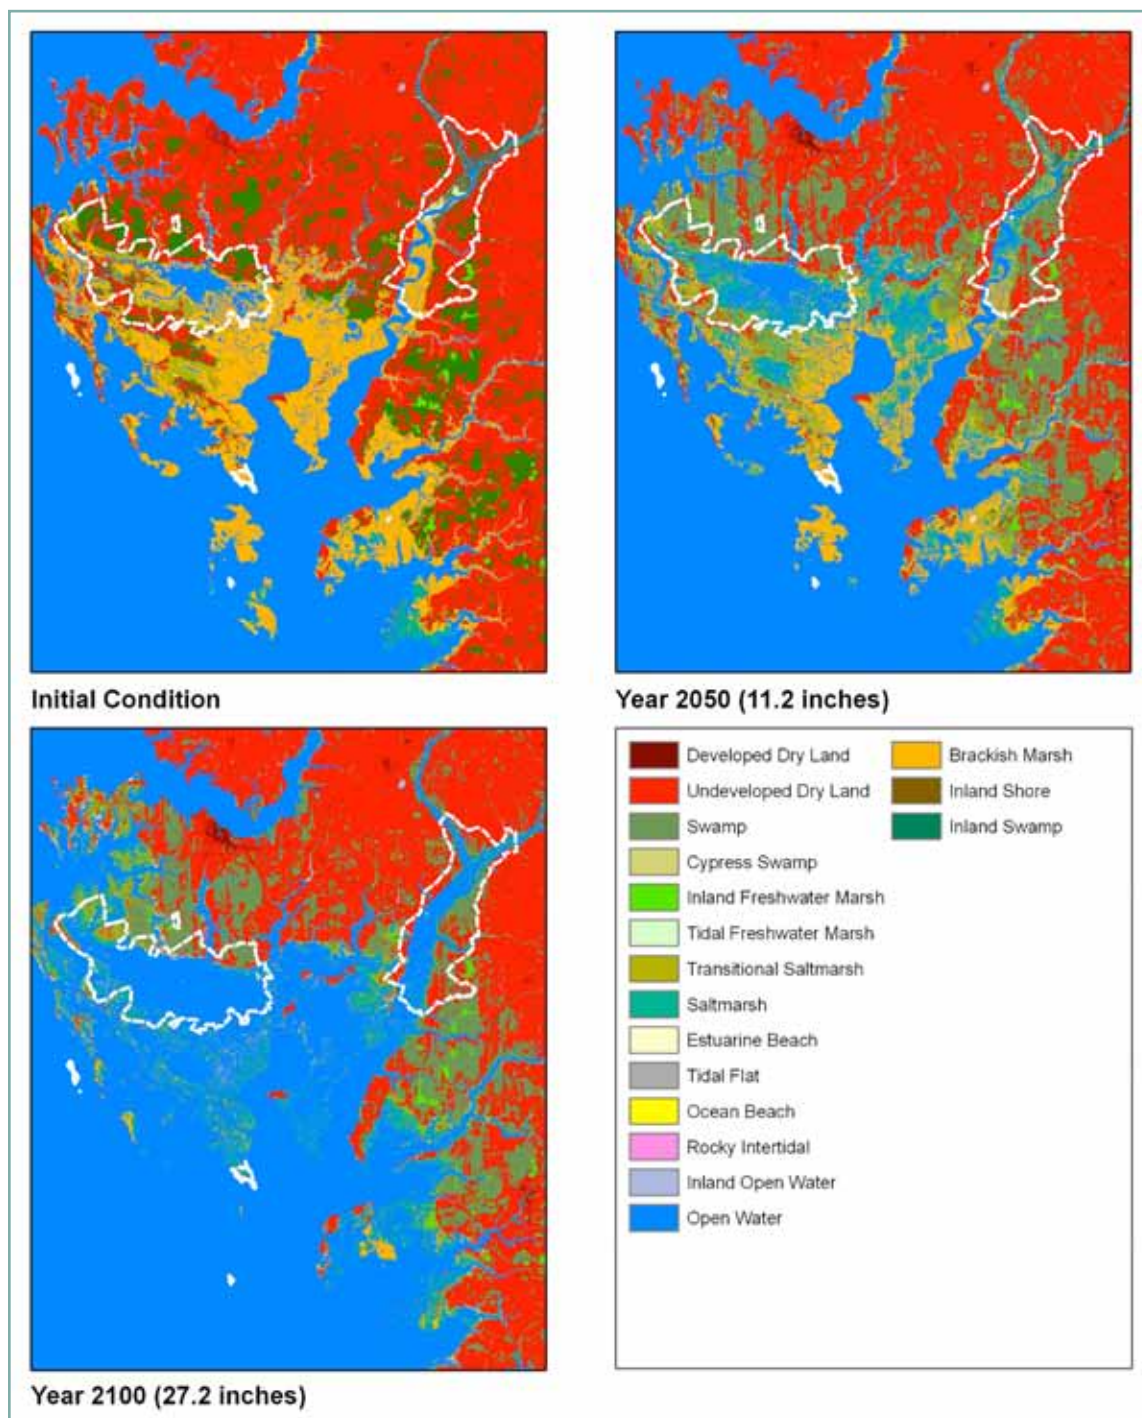 Initial Condition
Year 2050 (11.2 inches)
Developed Dry Land
Undeveloped Dry Land
Swamp
Cypress Swamp
Inland Freshwater Marsh
Tidal Freshwater Marsh
Transitional Saltmarsh
Saltmarsh
Estuarine Beach
Tidal Flat
Ocean Beach
Rocky Intertidal
Inland Open Water
Open Water
Brackish Marsh
Inland Shore
Inland Swamp
Year 2100 (27.2 inches)